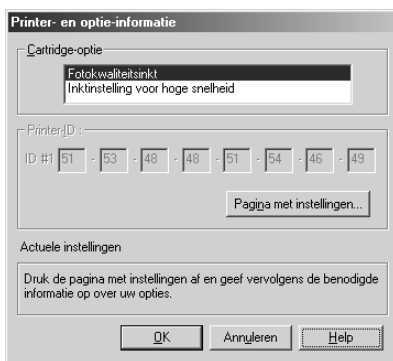 Printer- en optie-informatie
Cartridge-optie
Fotokwaliteitsinkt
Inktinstelling voor hoge snelheid
Printer-ID :
ID #1 51 - 53 - 48 - 48 - 51 - 54 - 46 - 49
Pagina met instellingen...
Actuele instellingen
Druk de pagina met instellingen af en geef vervolgens de benodigde
informatie op over uw opties.
OK Annuleren Help